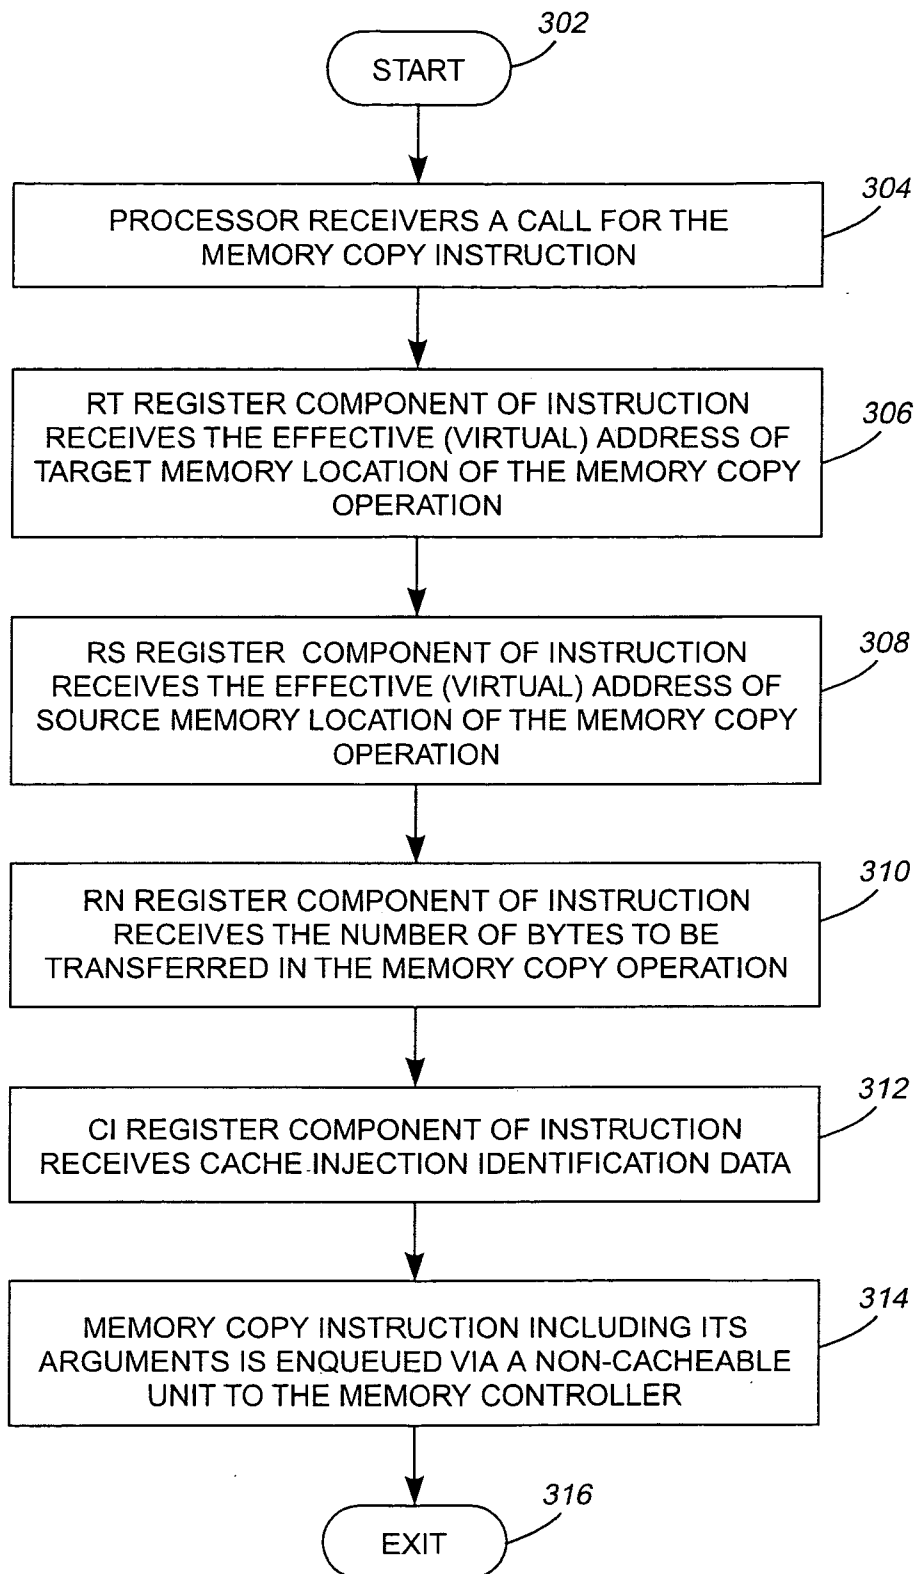 302
START
304
PROCESSOR RECEIVERS A CALL FOR THE
MEMORY COPY INSTRUCTION
306
RT REGISTER COMPONENT OF INSTRUCTION
RECEIVES THE EFFECTIVE (VIRTUAL) ADDRESS OF
TARGET MEMORY LOCATION OF THE MEMORY COPY
OPERATION
308
RS REGISTER COMPONENT OF INSTRUCTION
RECEIVES THE EFFECTIVE (VIRTUAL) ADDRESS OF
SOURCE MEMORY LOCATION OF THE MEMORY COPY
OPERATION
310
RN REGISTER COMPONENT OF INSTRUCTION
RECEIVES THE NUMBER OF BYTES TO BE
TRANSFERRED IN THE MEMORY COPY OPERATION
312
CI REGISTER COMPONENT OF INSTRUCTION
RECEIVES CACHE INJECTION IDENTIFICATION DATA
314
MEMORY COPY INSTRUCTION INCLUDING ITS
ARGUMENTS IS ENQUEUED VIA A NON-CACHEABLE
UNIT TO THE MEMORY CONTROLLER
316
EXIT